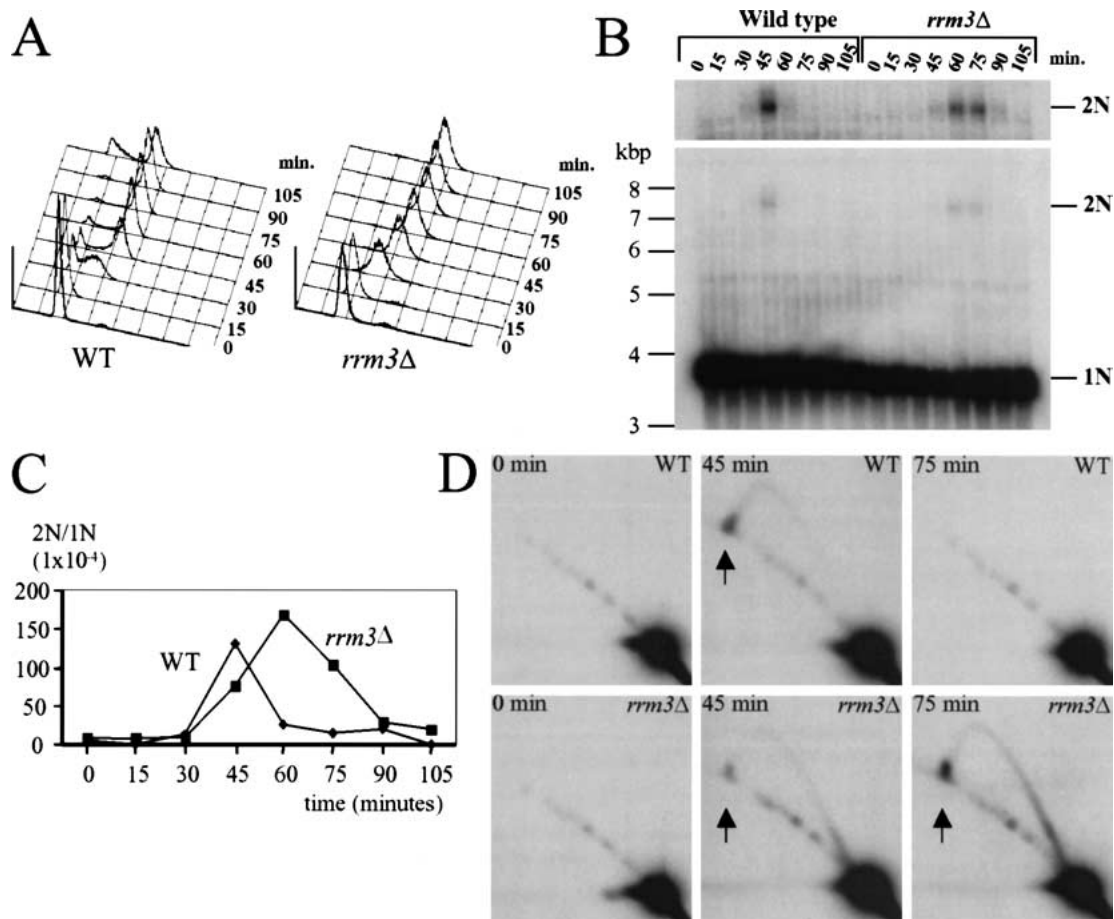 A
min.
105
90
75
60
45
30
15
0
WT
min.
105
90
75
60
45
30
15
0
rrm3Δ
B
Wild type
rrm3Δ
0 15 30 45 60 75 90 105 0 15 30 45 60 75 90 105 min.
2N
kbp
8
7
6
5
4
3
2N
1N
C
2N/1N
(1x10⁻⁴)
200
150
100
50
0
WT
rrm3Δ
0 15 30 45 60 75 90 105
time (minutes)
D
0 min WT
45 min WT
75 min WT
0 min rrm3Δ
45 min rrm3Δ
75 min rrm3Δ